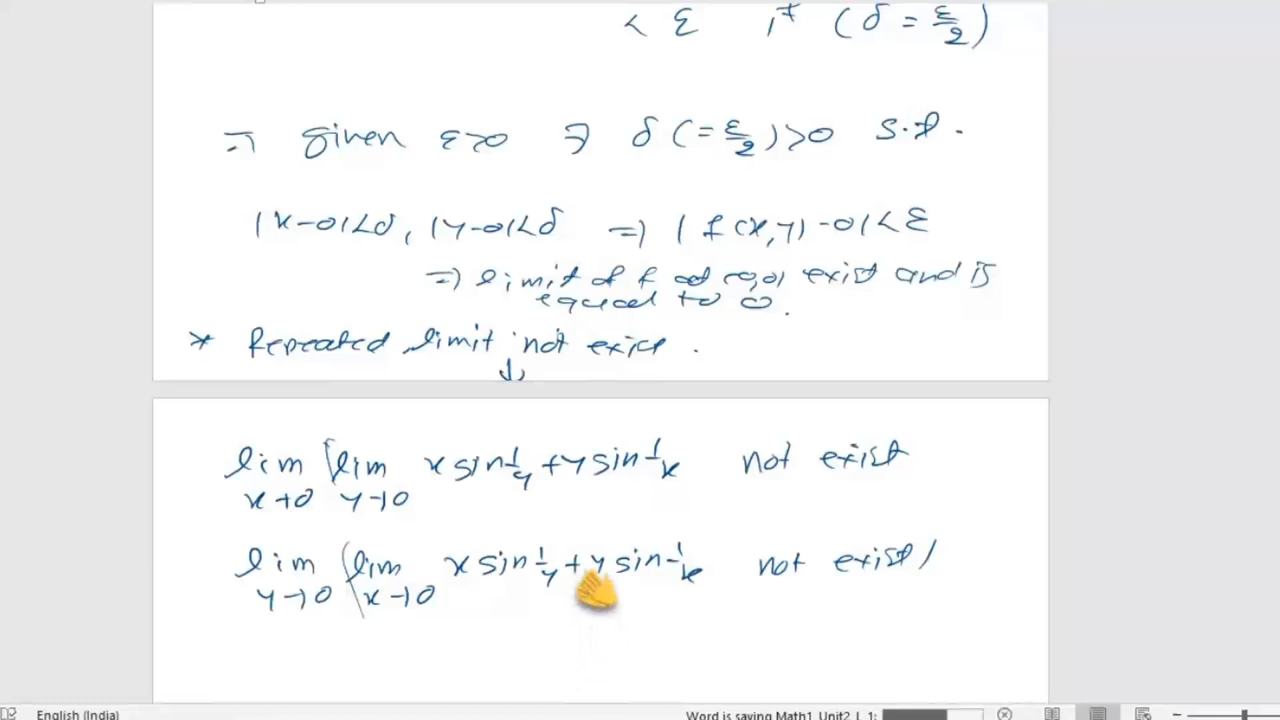 < ε if (δ = ε/2)
⇒ given ε>0 ∃ δ(=ε/2)>0 s.t.
|x-0|<δ, |y-0|<δ ⇒ |f(x,y)-0|<ε
⇒ limit of f at (0,0) exist and is
equal to 0.
* Repeated limit not exist.
↓
lim x→0 [lim y→0 x sin 1/y + y sin 1/x not exist
lim y→0 (lim x→0 x sin 1/y + y sin 1/x not exist/
English (India)
Word is saving Math1_Unit2_L_1: